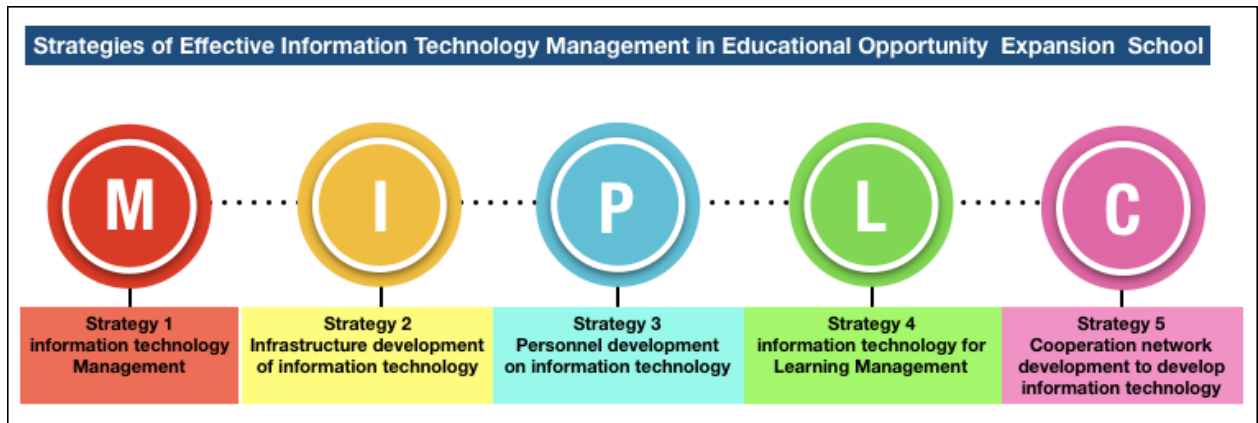 Strategies of Effective Information Technology Management in Educational Opportunity Expansion School
M
I
P
L
C
Strategy 1
information technology
Management
Strategy 2
Infrastructure development
of information technology
Strategy 3
Personnel development
on information technology
Strategy 4
information technology for
Learning Management
Strategy 5
Cooperation network
development to develop
information technology